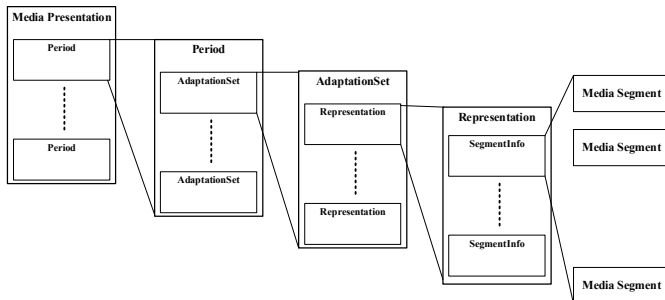 Media Presentation
Period
Period
Period
AdaptationSet
AdaptationSet
AdaptationSet
Representation
Representation
Representation
SegmentInfo
SegmentInfo
Media Segment
Media Segment
Media Segment